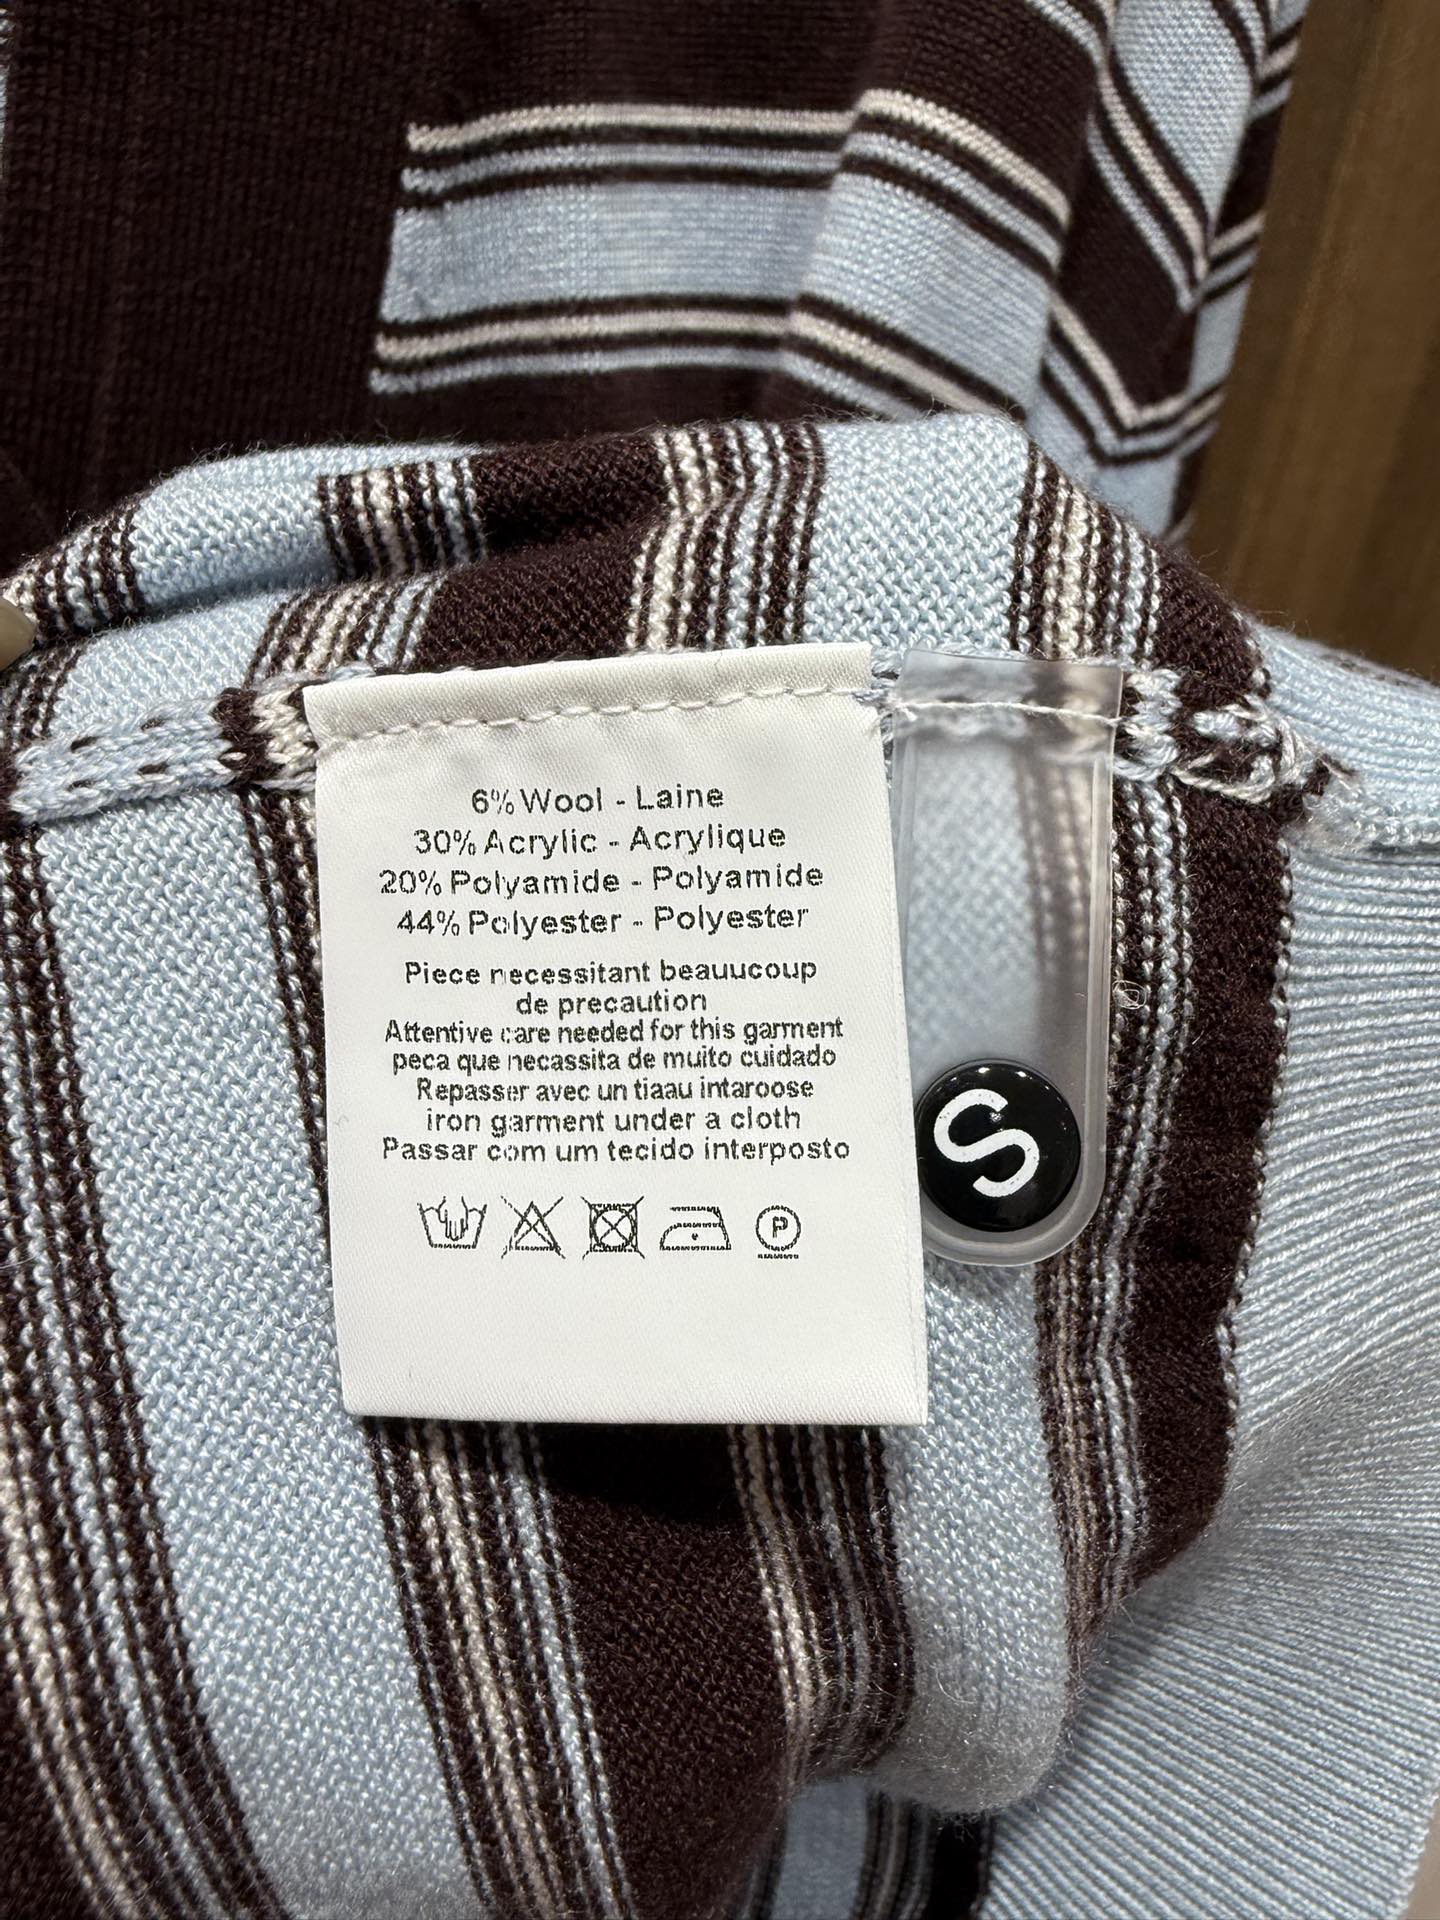 6% Wool - Laine
30% Acrylic - Acrylique
20% Polyamide - Polyamide
44% Polyester - Polyester
Piece necessitant beauucoup
de precaution
Attentive care needed for this garment
peca que necassita de muito cuidado
Repasser avec un tiaau intaroose
iron garment under a cloth
Passar com um tecido interposto
P
S